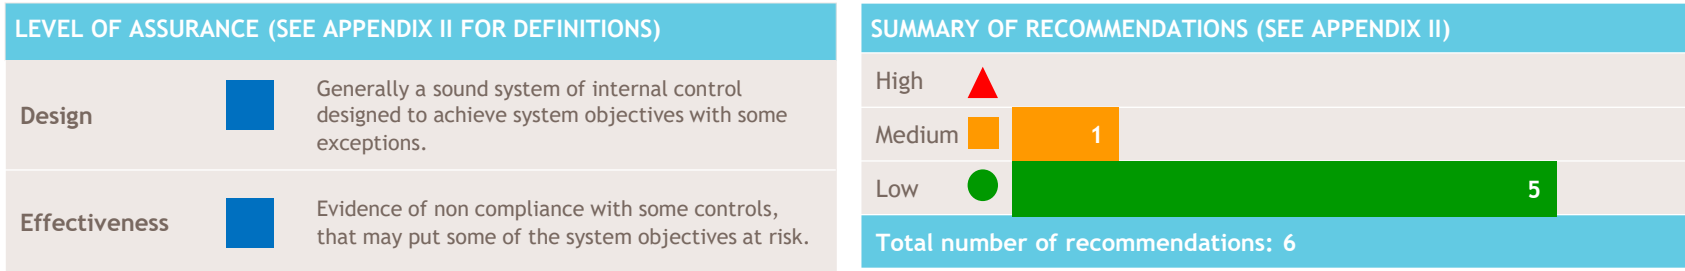 LEVEL OF ASSURANCE (SEE APPENDIX II FOR DEFINITIONS)
Design
Generally a sound system of internal control
designed to achieve system objectives with some
exceptions.
Effectiveness
Evidence of non compliance with some controls,
that may put some of the system objectives at risk.
SUMMARY OF RECOMMENDATIONS (SEE APPENDIX II)
High
Medium 1
Low 5
Total number of recommendations: 6